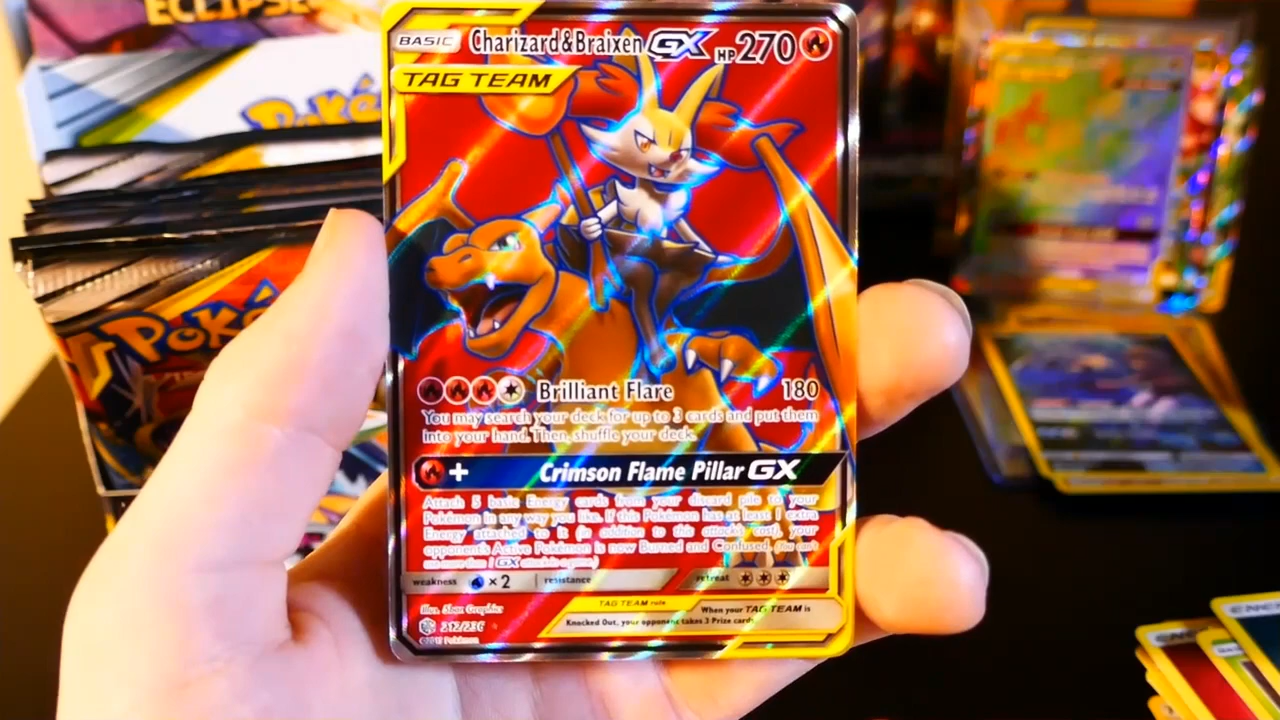 ECLIPSE
Poké
Poké
BASIC Charizard&Braixen GX HP 270
TAG TEAM
Brilliant Flare 180
You may search your deck for up to 3 cards and put them
into your hand. Then, shuffle your deck.
+ Crimson Flame Pillar GX
Attach 5 basic Energy cards from your discard pile to your
Pokémon in any way you like. If this Pokémon has at least 1 extra
Energy attached to it (in addition to this attack's cost), your
opponent's Active Pokémon is now Burned and Confused. (You can't
use more than 1 GX attack in a game.)
weakness ×2 resistance retreat
Illus. 5ban Graphics
212/236
Pokémon
TAG TEAM rule When your TAG TEAM is
Knocked Out, your opponent takes 3 Prize cards.